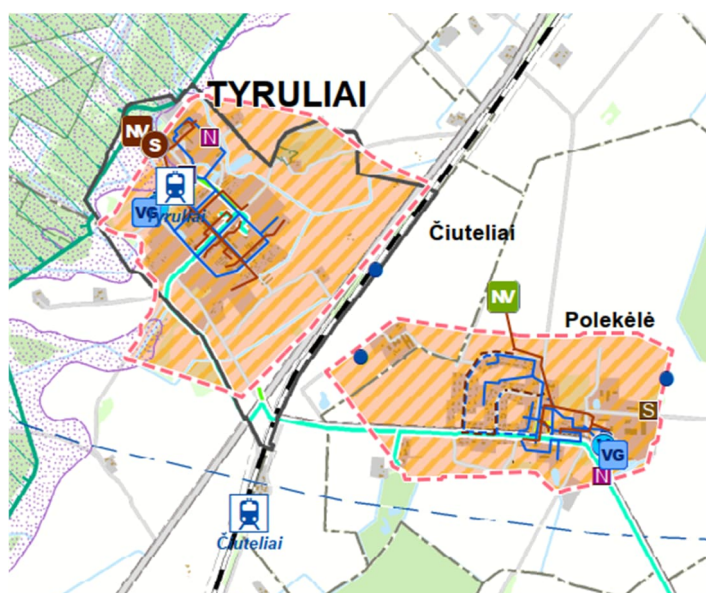 TYRULIAI
NV
S
N
VG
Tyruliai
Čiuteliai
NV
Polekėlė
S
VG
N
Čiuteliai